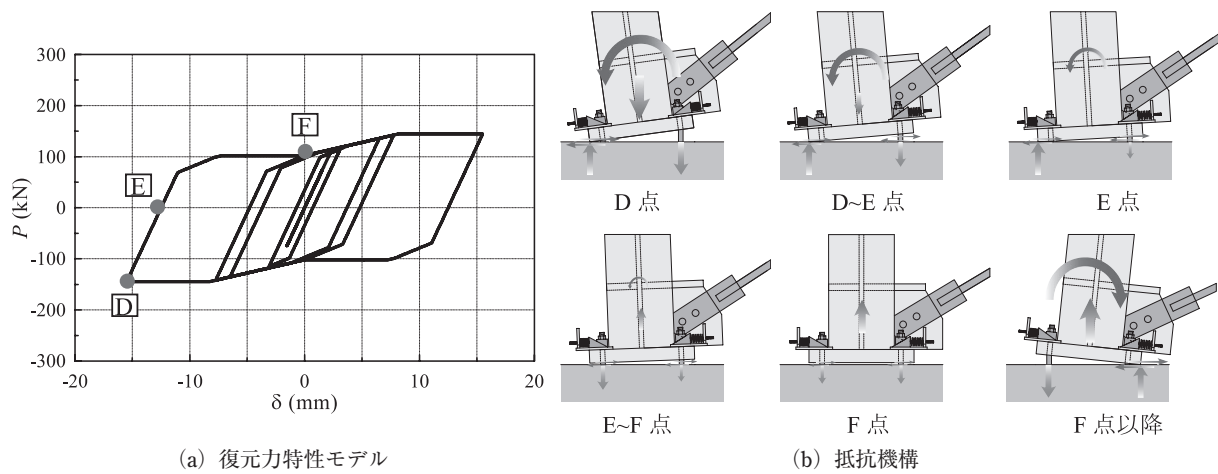 300
200
100
0
-100
-200
-300
P (kN)
-20
-10
0
10
20
δ (mm)
F
E
D
(a) 復元力特性モデル
D 点
D~E 点
E 点
E~F 点
F 点
F 点以降
(b) 抵抗機構